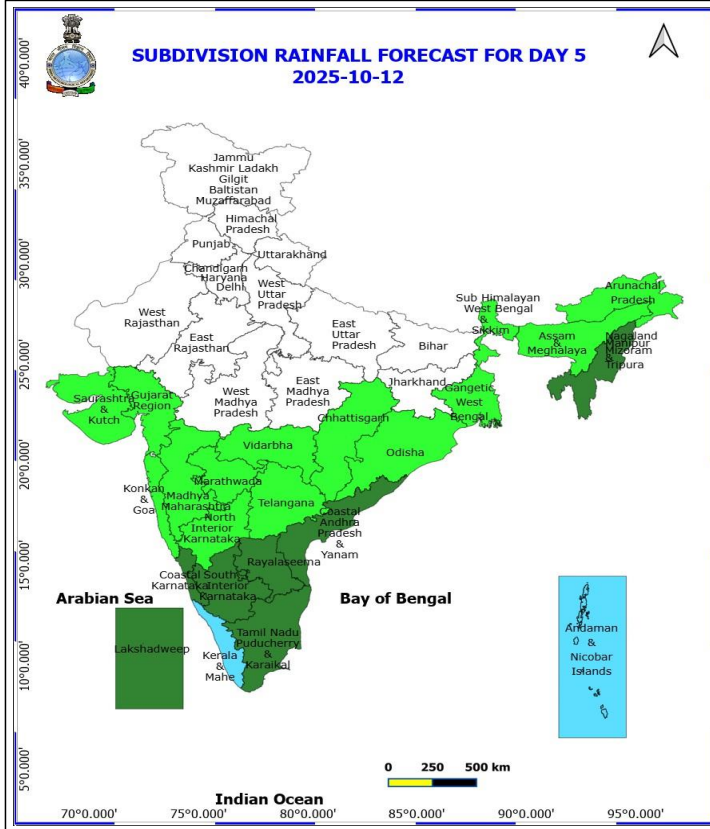 SUBDIVISION RAINFALL FORECAST FOR DAY 5
2025-10-12
40°0.000'
35°0.000'
30°0.000'
25°0.000'
20°0.000'
15°0.000'
10°0.000'
5°0.000'
Jammu
Kashmir Ladakh
Gilgit
Baltistan
Muzaffarabad
Himachal
Pradesh
Punjab
Uttarakhand
Chandigarh
Haryana
Delhi
West
Uttar
Pradesh
West
Rajasthan
East
Rajasthan
East
Uttar
Pradesh
Bihar
Sub Himalayan
West Bengal
&
Sikkim
Arunachal
Pradesh
Assam
&
Meghalaya
Nagaland
Manipur
Mizoram
&
Tripura
Saurashtra
&
Kutch
Gujarat
Region
West
Madhya
Pradesh
East
Madhya
Pradesh
Jharkhand
Gangetic
West
Bengal
Chhattisgarh
Odisha
Vidarbha
Konkan
&
Goa
Madhya
Maharashtra
Marathwada
Telangana
North
Interior
Karnataka
Coastal
Andhra
Pradesh
&
Yanam
Rayalaseema
Coastal
Karnataka
South
Interior
Karnataka
Arabian Sea
Bay of Bengal
Lakshadweep
Kerala
&
Mahe
Tamil Nadu
Puducherry
&
Karaikal
Andaman
&
Nicobar
Islands
0 250 500 km
Indian Ocean
70°0.000' 75°0.000' 80°0.000' 85°0.000' 90°0.000' 95°0.000'